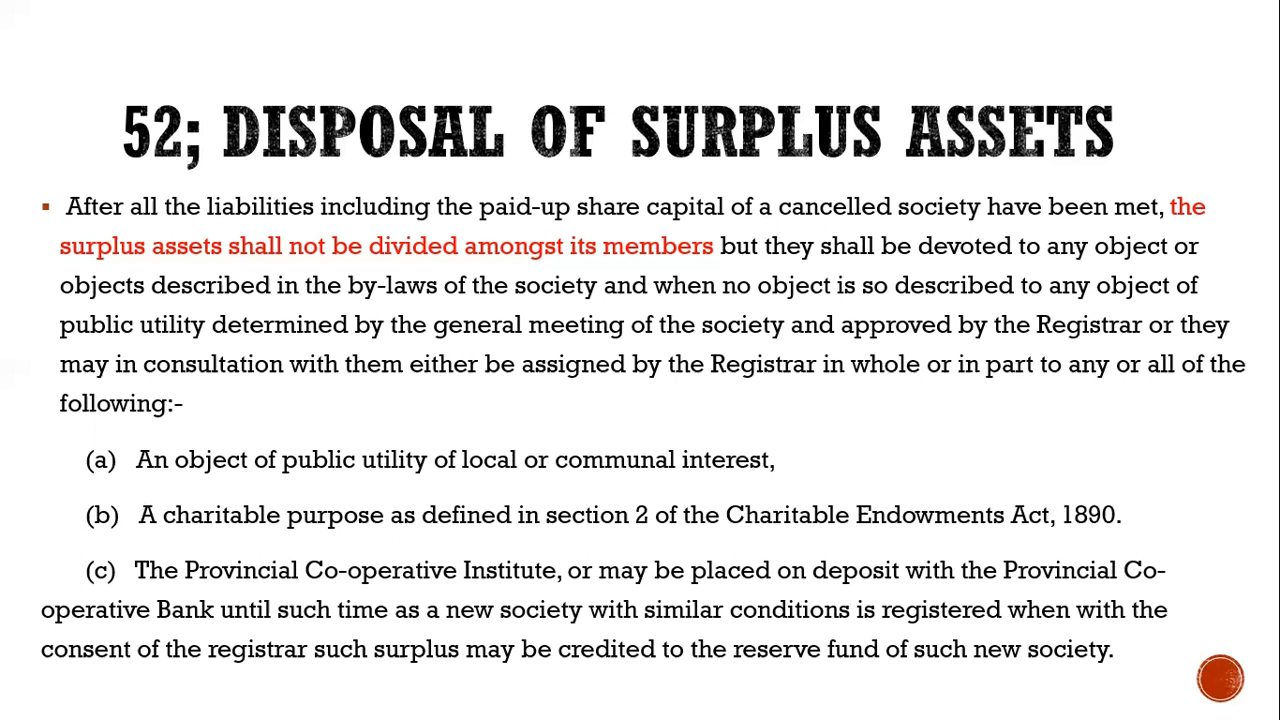 52; DISPOSAL OF SURPLUS ASSETS
▪ After all the liabilities including the paid-up share capital of a cancelled society have been met, the
surplus assets shall not be divided amongst its members but they shall be devoted to any object or
objects described in the by-laws of the society and when no object is so described to any object of
public utility determined by the general meeting of the society and approved by the Registrar or they
may in consultation with them either be assigned by the Registrar in whole or in part to any or all of the
following:-
(a) An object of public utility of local or communal interest,
(b) A charitable purpose as defined in section 2 of the Charitable Endowments Act, 1890.
(c) The Provincial Co-operative Institute, or may be placed on deposit with the Provincial Co-
operative Bank until such time as a new society with similar conditions is registered when with the
consent of the registrar such surplus may be credited to the reserve fund of such new society.